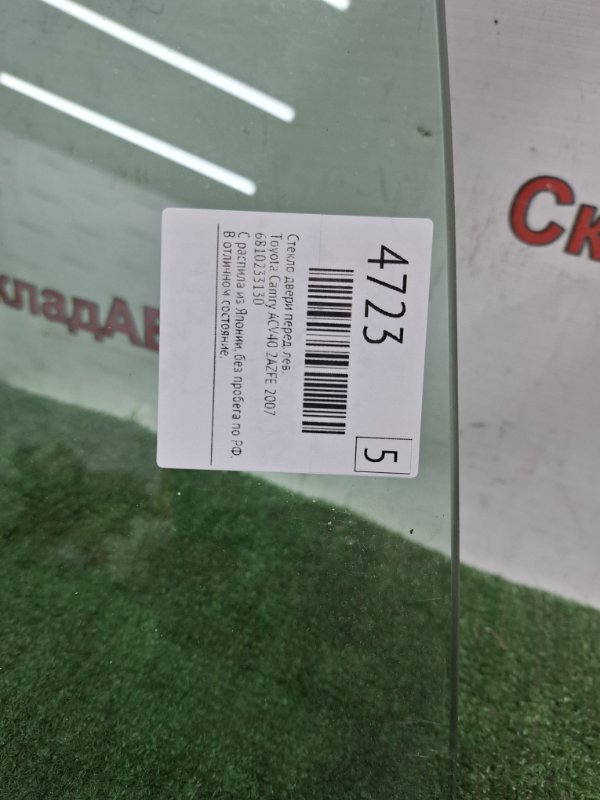 4723
5
Стекло двери перед.лев.
Toyota Camry ACV40 2AZFE 2007
6810233130
С распила из Японии, без пробега по РФ.
В отличном состояние.
Ск
кладАВ